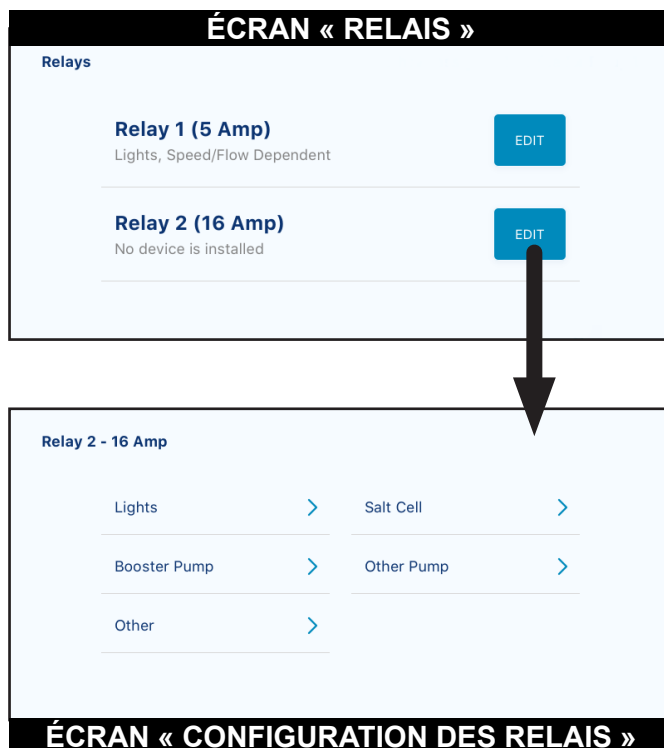 ÉCRAN « RELAIS »
Relays
Relay 1 (5 Amp)
Lights, Speed/Flow Dependent
EDIT
Relay 2 (16 Amp)
No device is installed
EDIT
Relay 2 - 16 Amp
Lights
Salt Cell
Booster Pump
Other Pump
Other
ÉCRAN « CONFIGURATION DES RELAIS »